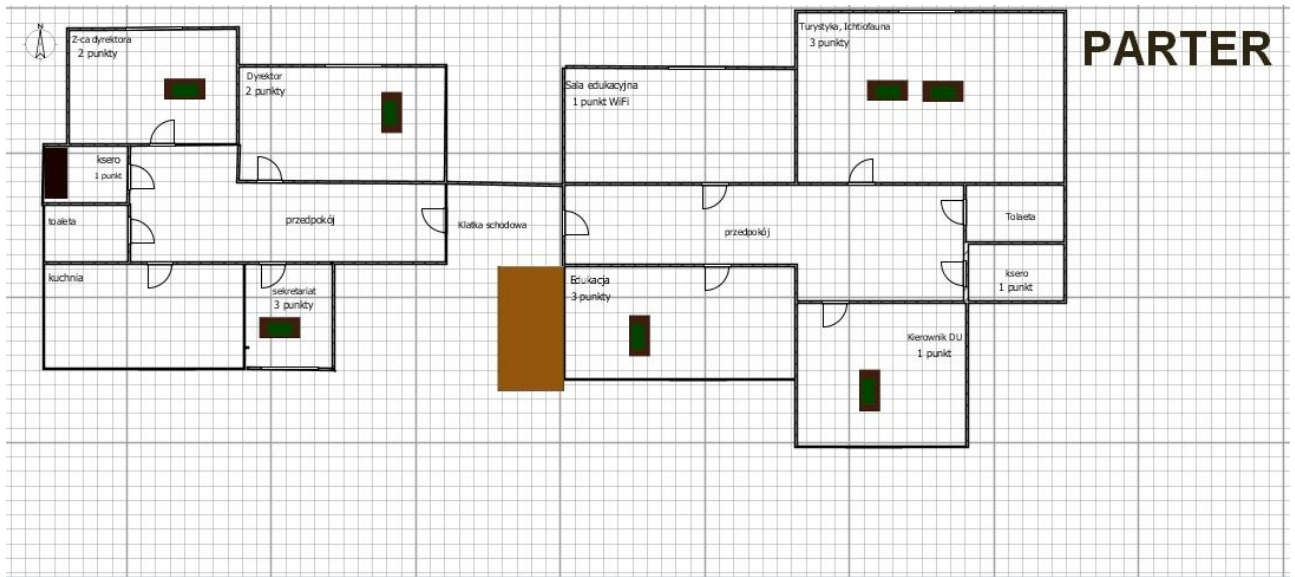 N
PARTER
Z-ca dyrektora
2 punkty
Dyrektor
2 punkty
Sala edukacyjna
1 punkt WiFi
Turystyka, Ichtiofauna
3 punkty
ksero
1 punkt
toaleta
przedpokój
Klatka schodowa
przedpokój
Tolaeta
kuchnia
sekretariat
3 punkty
Edukacja
3 punkty
ksero
1 punkt
Kierownik DU
1 punkt